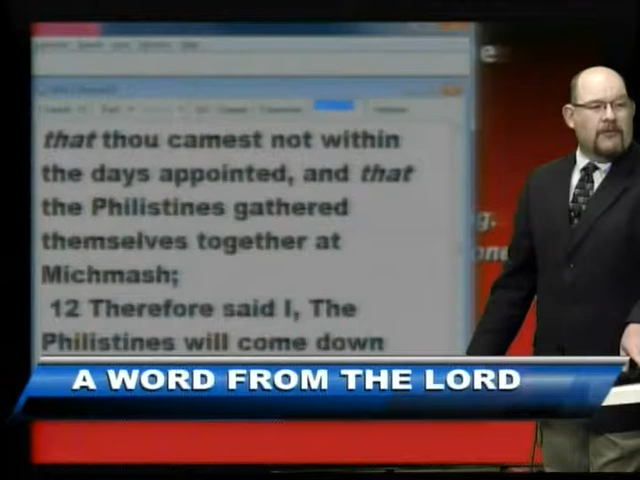 that thou camest not within
the days appointed, and that
the Philistines gathered
themselves together at
Michmash;
12 Therefore said I, The
Philistines will come down
A WORD FROM THE LORD